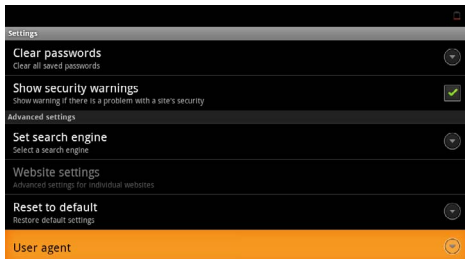 Settings
Clear passwords
Clear all saved passwords
Show security warnings
Show warning if there is a problem with a site's security
Advanced settings
Set search engine
Select a search engine
Website settings
Advanced settings for individual websites
Reset to default
Restore default settings
User agent